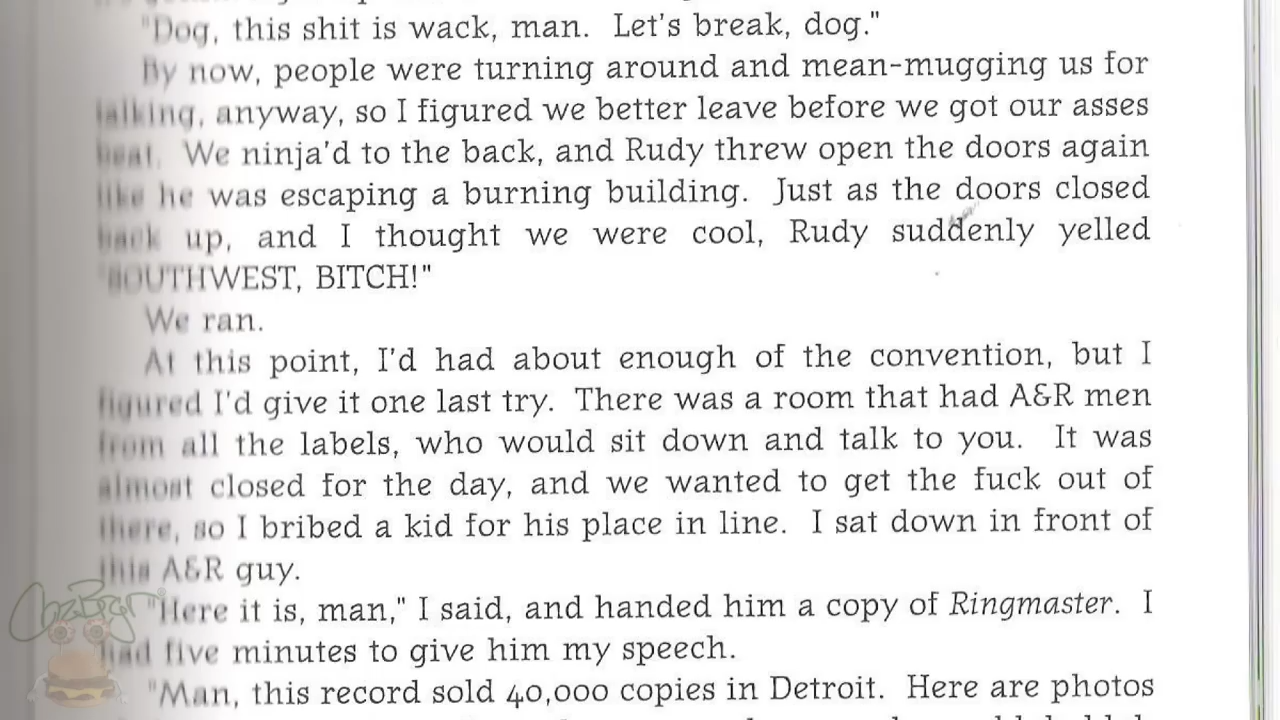 "Dog, this shit is wack, man. Let's break, dog."
By now, people were turning around and mean-mugging us for
talking, anyway, so I figured we better leave before we got our asses
beat. We ninja'd to the back, and Rudy threw open the doors again
like he was escaping a burning building. Just as the doors closed
back up, and I thought we were cool, Rudy suddenly yelled
"SOUTHWEST, BITCH!"
We ran.
At this point, I'd had about enough of the convention, but I
figured I'd give it one last try. There was a room that had A&R men
from all the labels, who would sit down and talk to you. It was
almost closed for the day, and we wanted to get the fuck out of
there, so I bribed a kid for his place in line. I sat down in front of
this A&R guy.
"Here it is, man," I said, and handed him a copy of Ringmaster. I
had five minutes to give him my speech.
"Man, this record sold 40,000 copies in Detroit. Here are photos